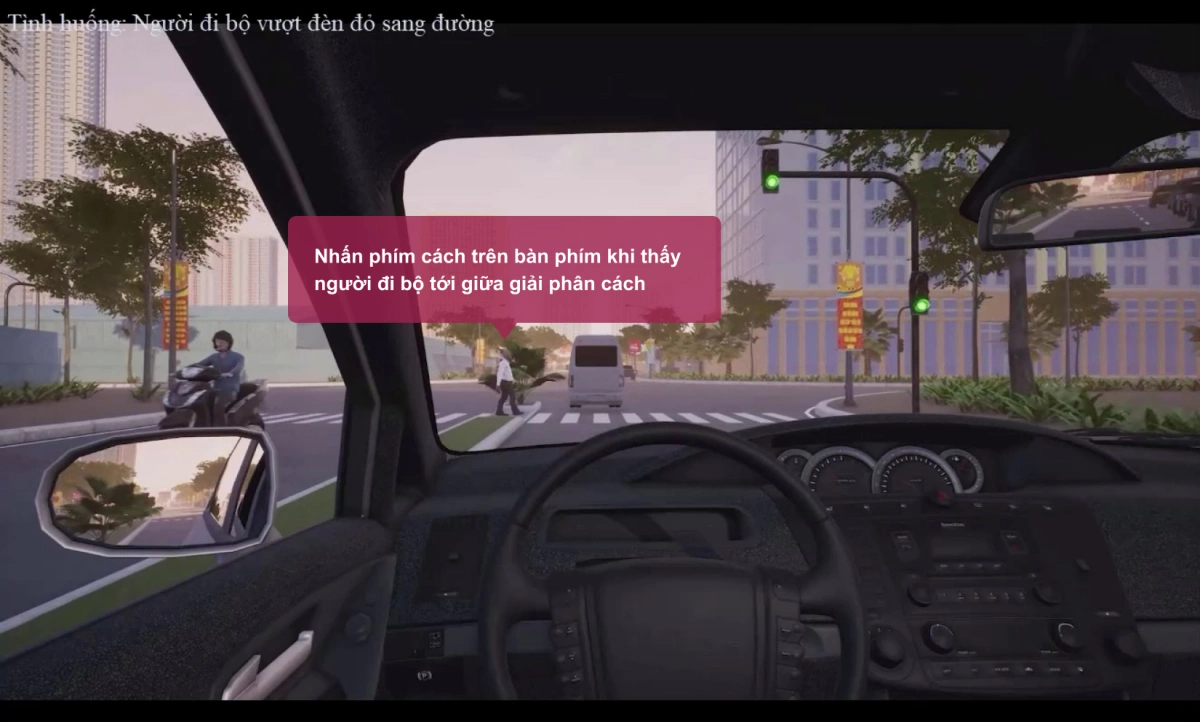 Tình huống: Người đi bộ vượt đèn đỏ sang đường
Nhấn phím cách trên bàn phím khi thấy
người đi bộ tới giữa giải phân cách